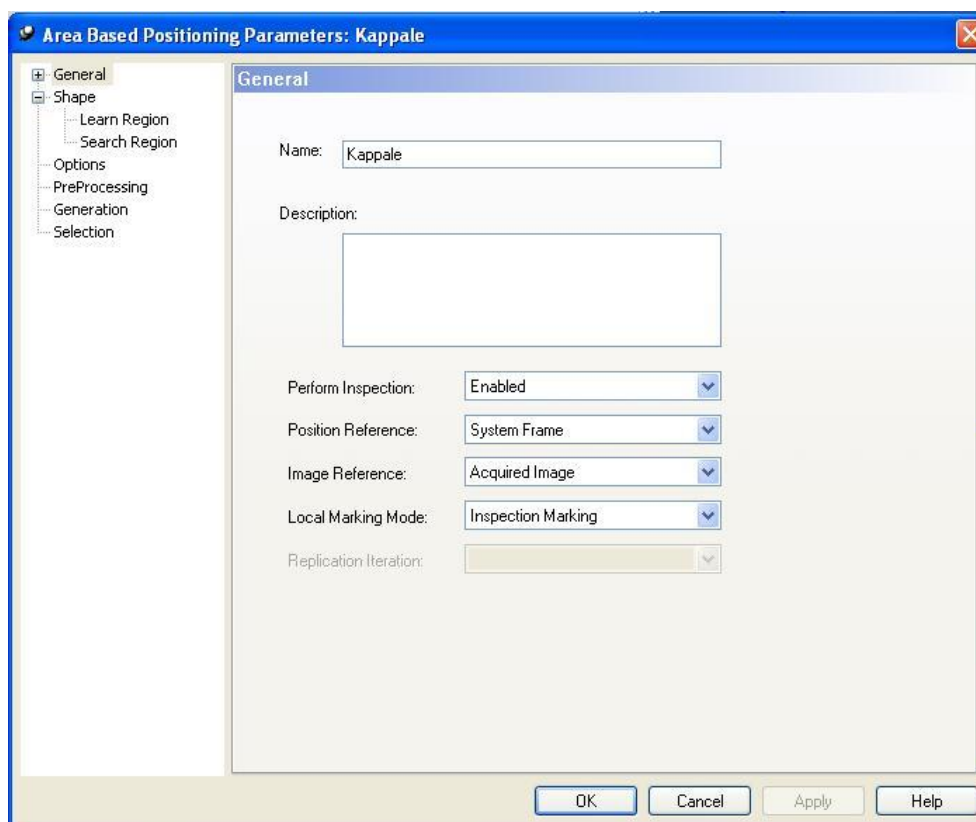 Area Based Positioning Parameters: Kappale
General
Shape
Learn Region
Search Region
Options
PreProcessing
Generation
Selection
General
Name:
Kappale
Description:
Perform Inspection:
Enabled
Position Reference:
System Frame
Image Reference:
Acquired Image
Local Marking Mode:
Inspection Marking
Replication Iteration:
OK
Cancel
Apply
Help